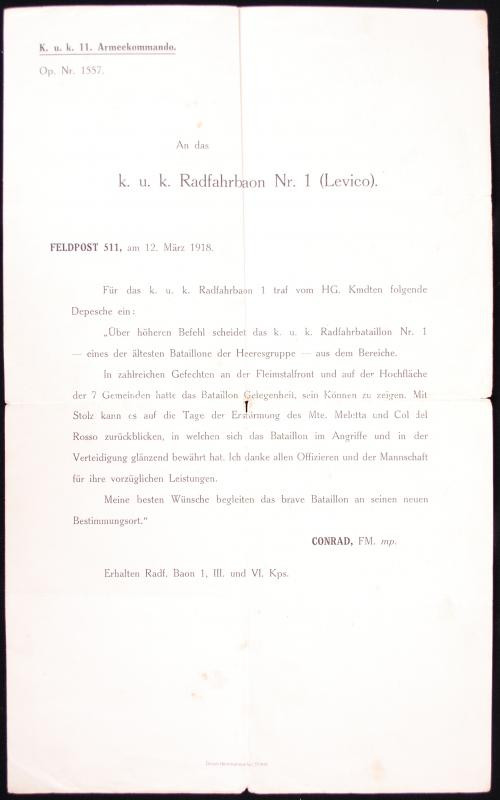 K. u. k. 11. Armeekommando.
Op. Nr. 1557.
An das
k. u. k. Radfahrbaon Nr. 1 (Levico).
FELDPOST 511, am 12. März 1918.
Für das k. u. k. Radfahrbaon 1 traf vom HG. Kmdten folgende
Depesche ein:
„Über höheren Befehl scheidet das k. u. k. Radfahrbataillon Nr. 1
— eines der ältesten Bataillone der Heeresgruppe — aus dem Bereiche.
In zahlreichen Gefechten an der Fleimstalfront und auf der Hochfläche
der 7 Gemeinden hatte das Bataillon Gelegenheit, sein Können zu zeigen. Mit
Stolz kann es auf die Tage der Erstürmung des Mte. Meletta und Col del
Rosso zurückblicken, in welchen sich das Bataillon im Angriffe und in der
Verteidigung glänzend bewährt hat. Ich danke allen Offizieren und der Mannschaft
für ihre vorzüglichen Leistungen.
Meine besten Wünsche begleiten das brave Bataillon an seinen neuen
Bestimmungsort.“
CONRAD, FM. mp.
Erhalten Radf. Baon 1, III. und VI. Kps.